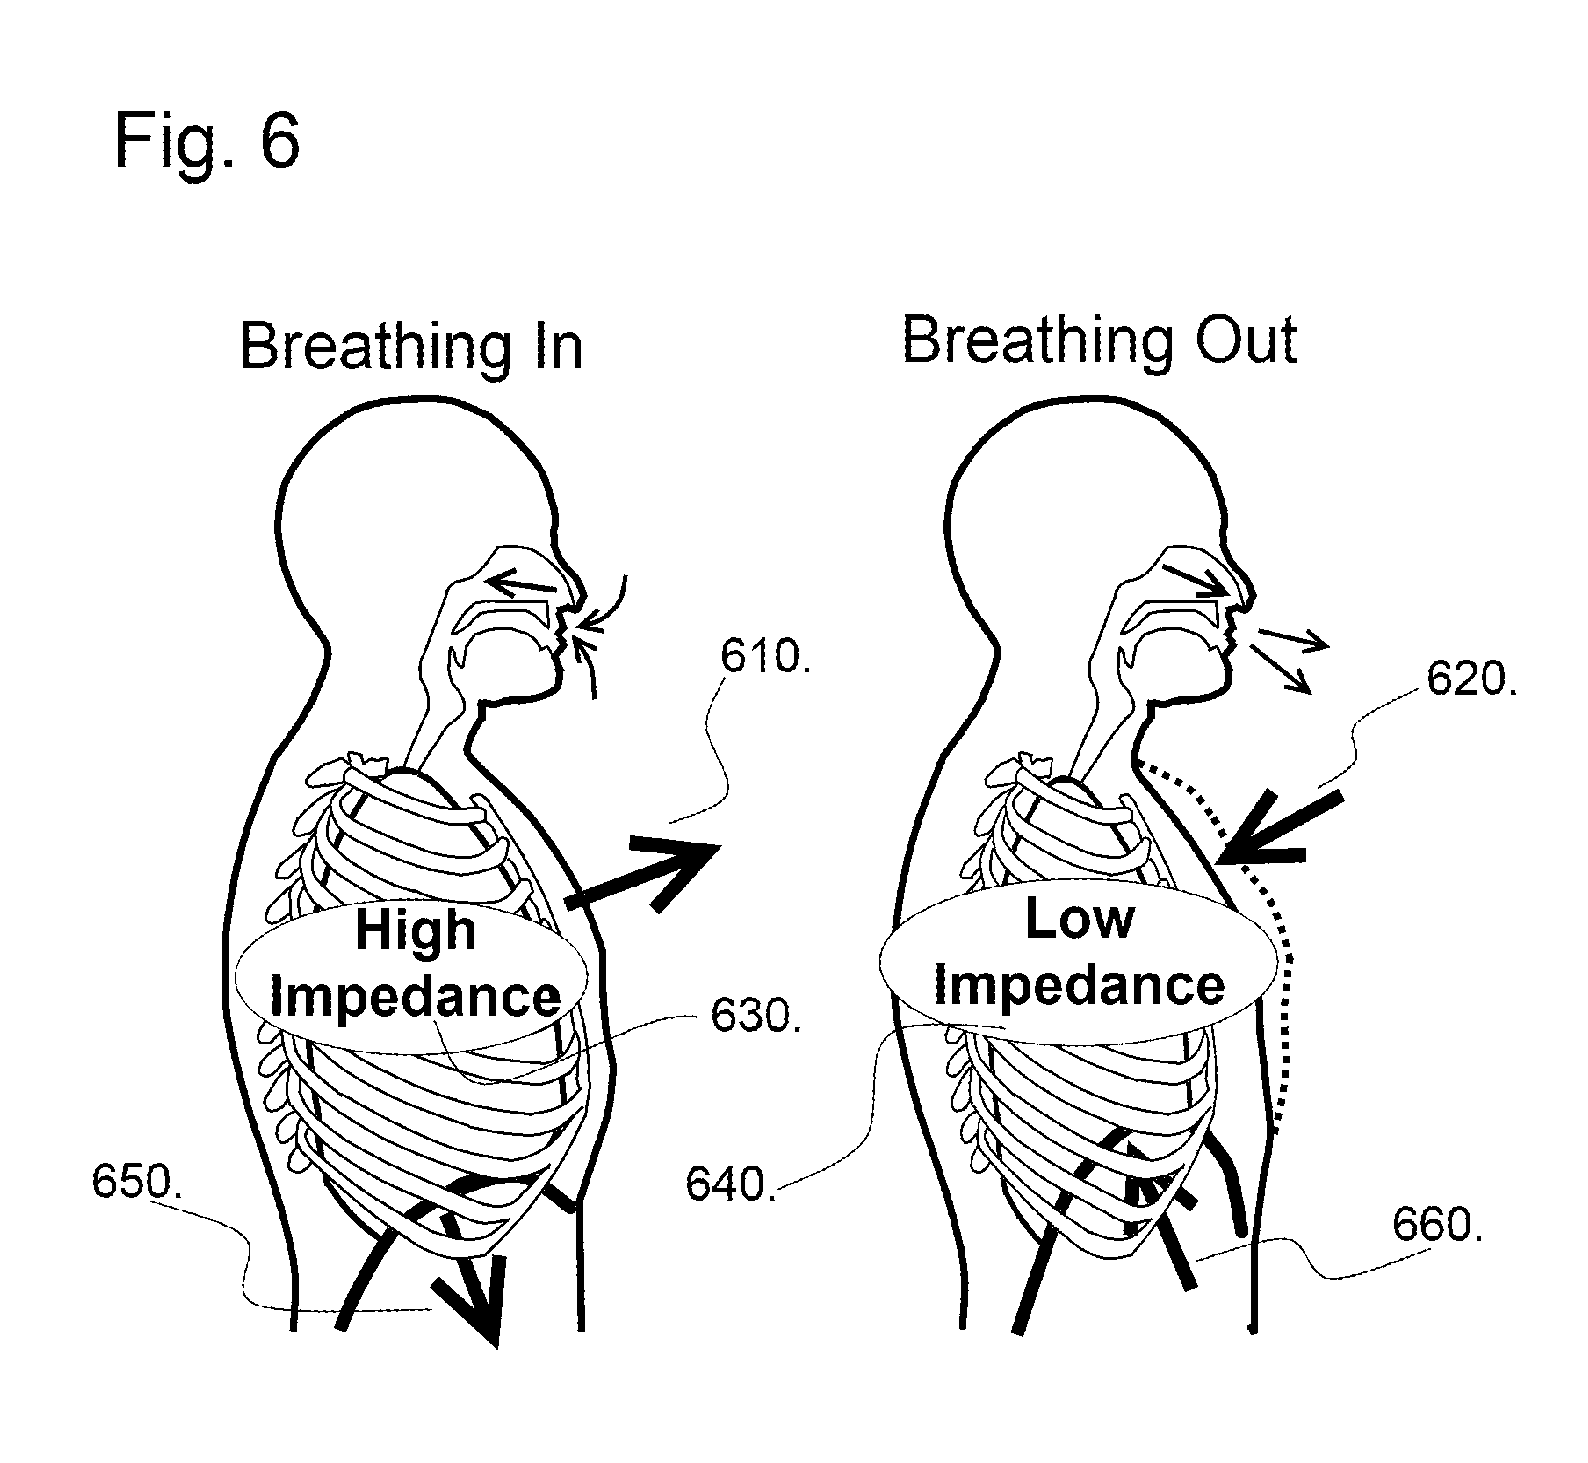 Fig. 6
Breathing In
Breathing Out
610.
620.
High
Impedance
Low
Impedance
630.
640.
650.
660.